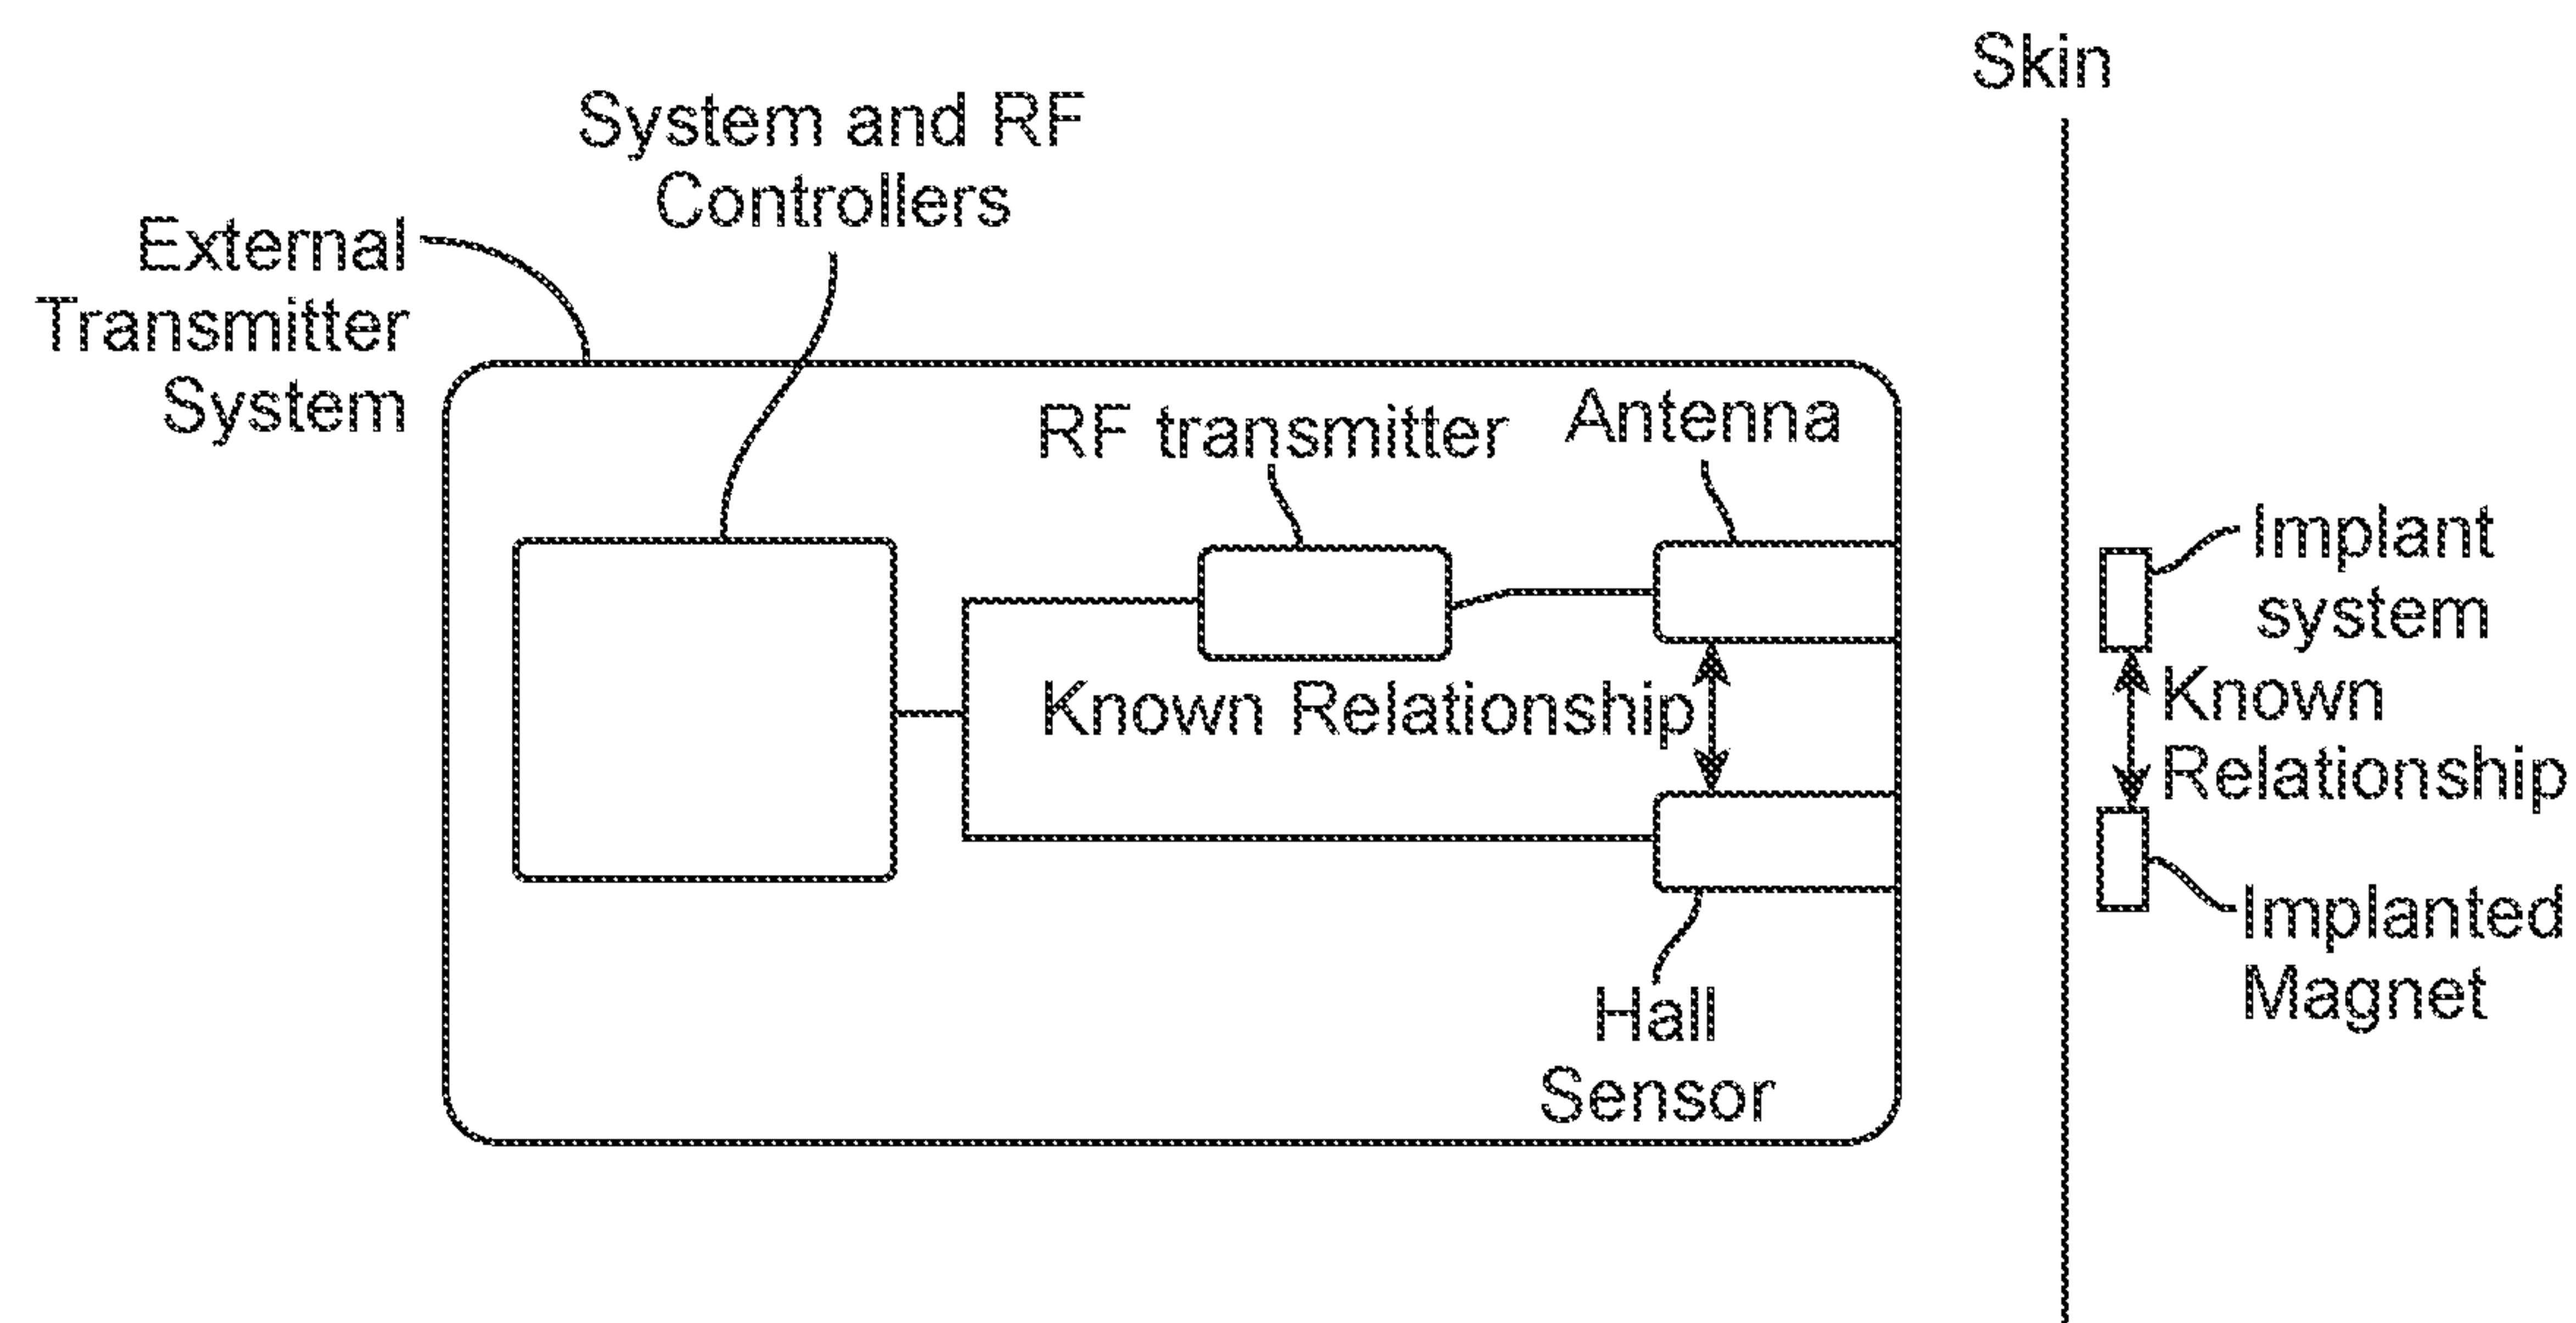 Skin
System and RF
Controllers
External
Transmitter
System
RF transmitter
Antenna
Implant
system
Known Relationship
Known
Relationship
Implanted
Magnet
Hall
Sensor